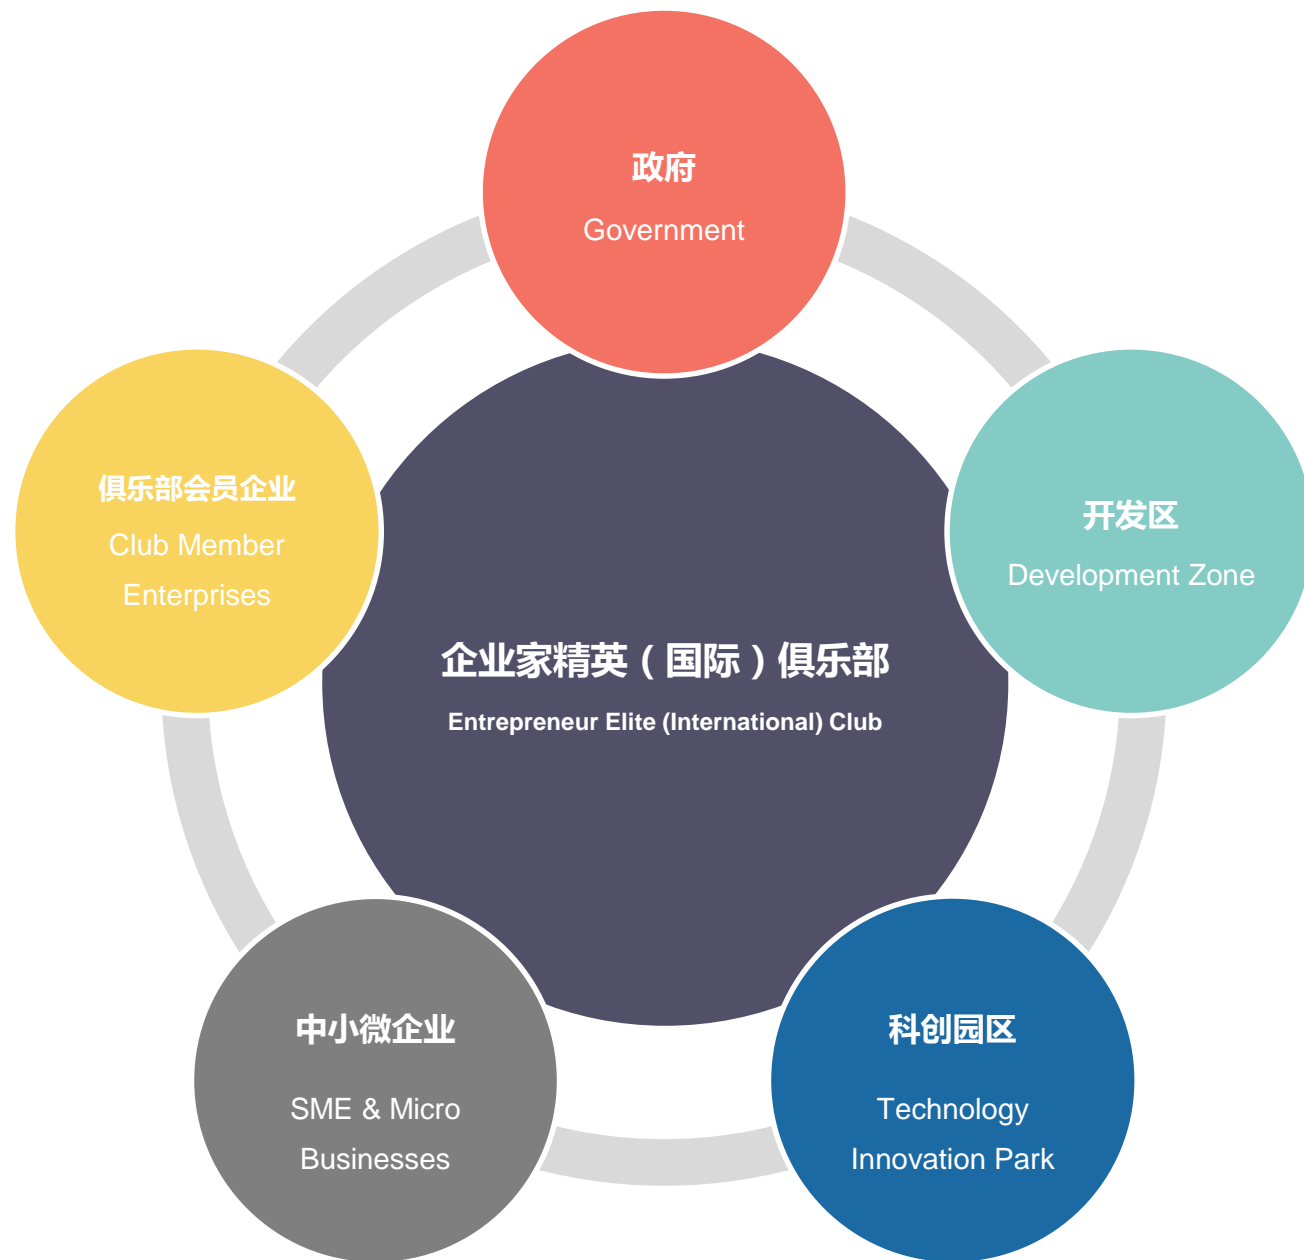 政府
Government
俱乐部会员企业
Club Member
Enterprises
开发区
Development Zone
企业家精英（国际）俱乐部
Entrepreneur Elite (International) Club
中小微企业
SME & Micro
Businesses
科创园区
Technology
Innovation Park